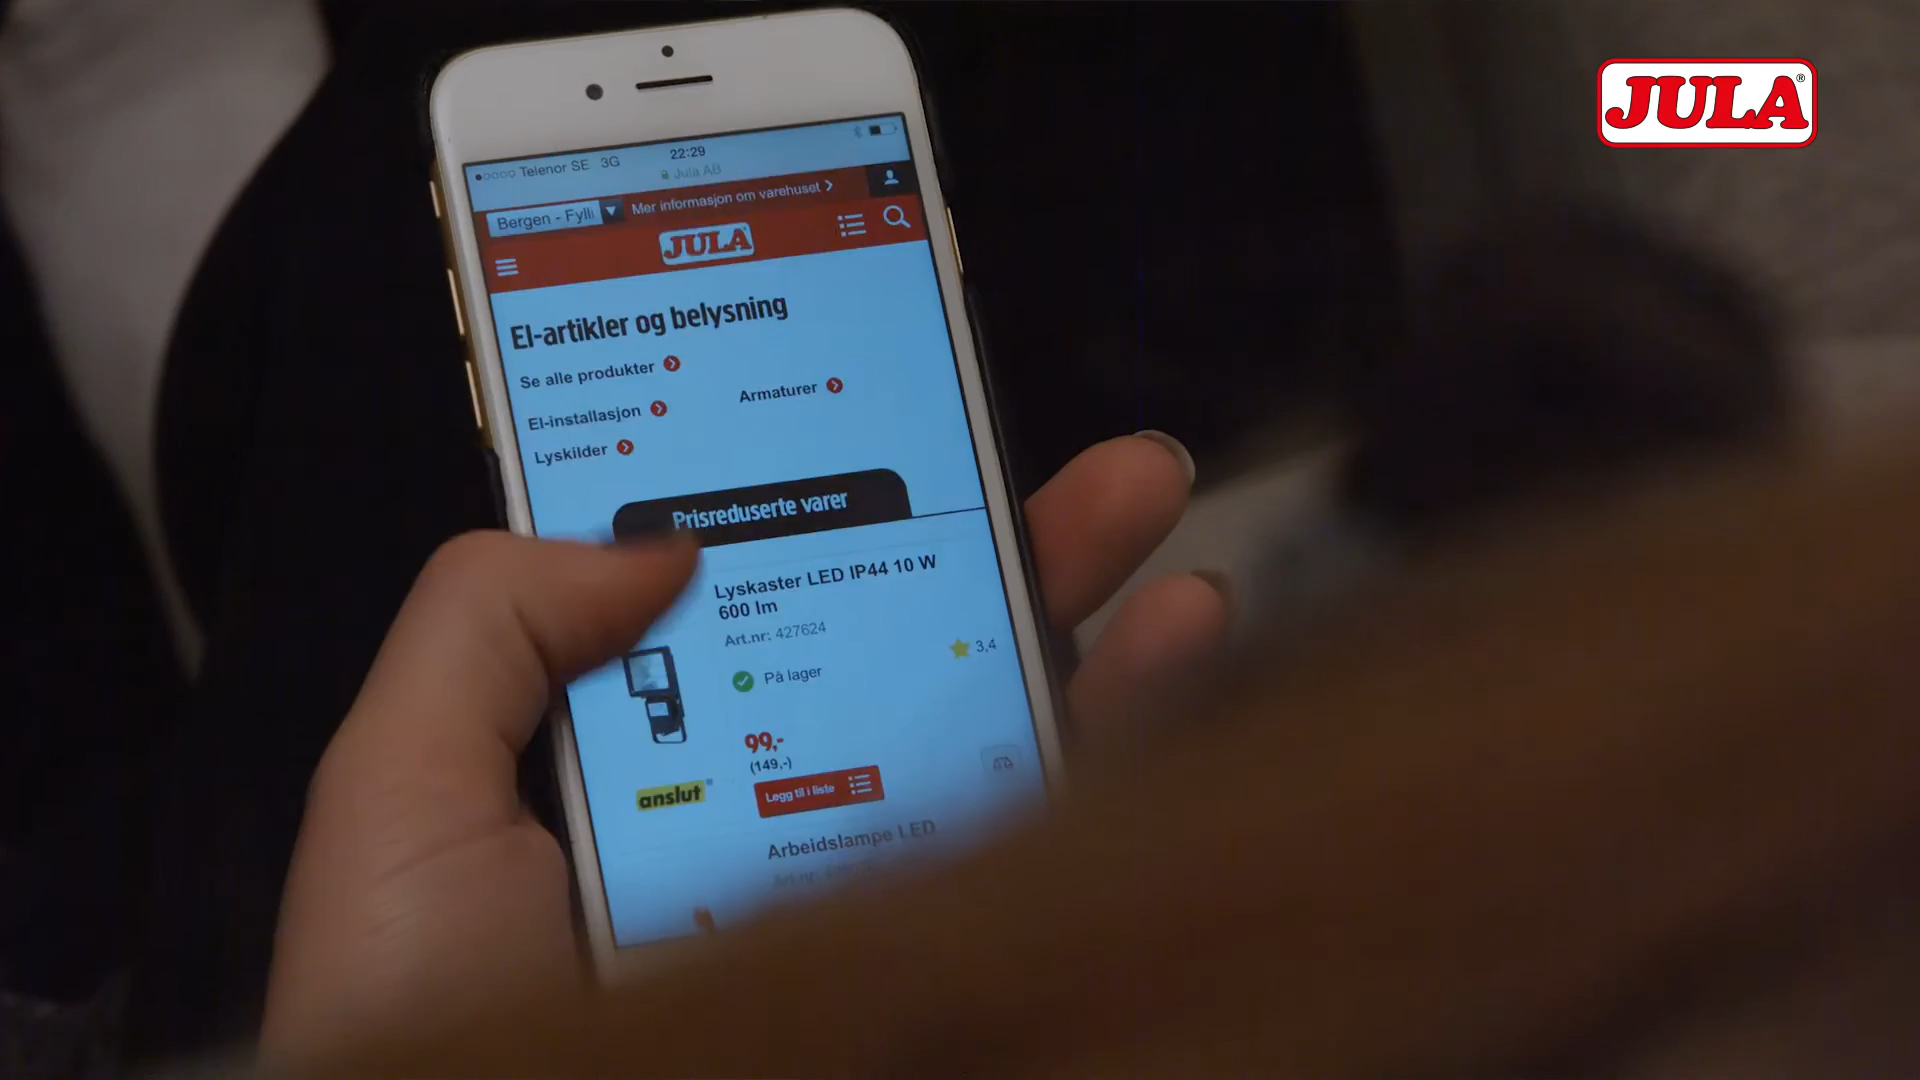 JULA®
Telenor SE 3G
22:29
Jula AB
Bergen - Fylli
Mer informasjon om varehuset
JULA
El-artikler og belysning
Se alle produkter
Armaturer
El-installasjon
Lyskilder
Prisreduserte varer
Lyskaster LED IP44 10 W
600 lm
Art.nr: 427624
3,4
På lager
99,-
(149,-)
Legg til i liste
anslut
Arbeidslampe LED
Art.nr: